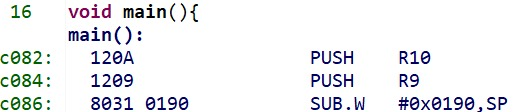 16 void main(){
main():
c082: 120A PUSH R10
c084: 1209 PUSH R9
c086: 8031 0190 SUB.W #0x0190,SP